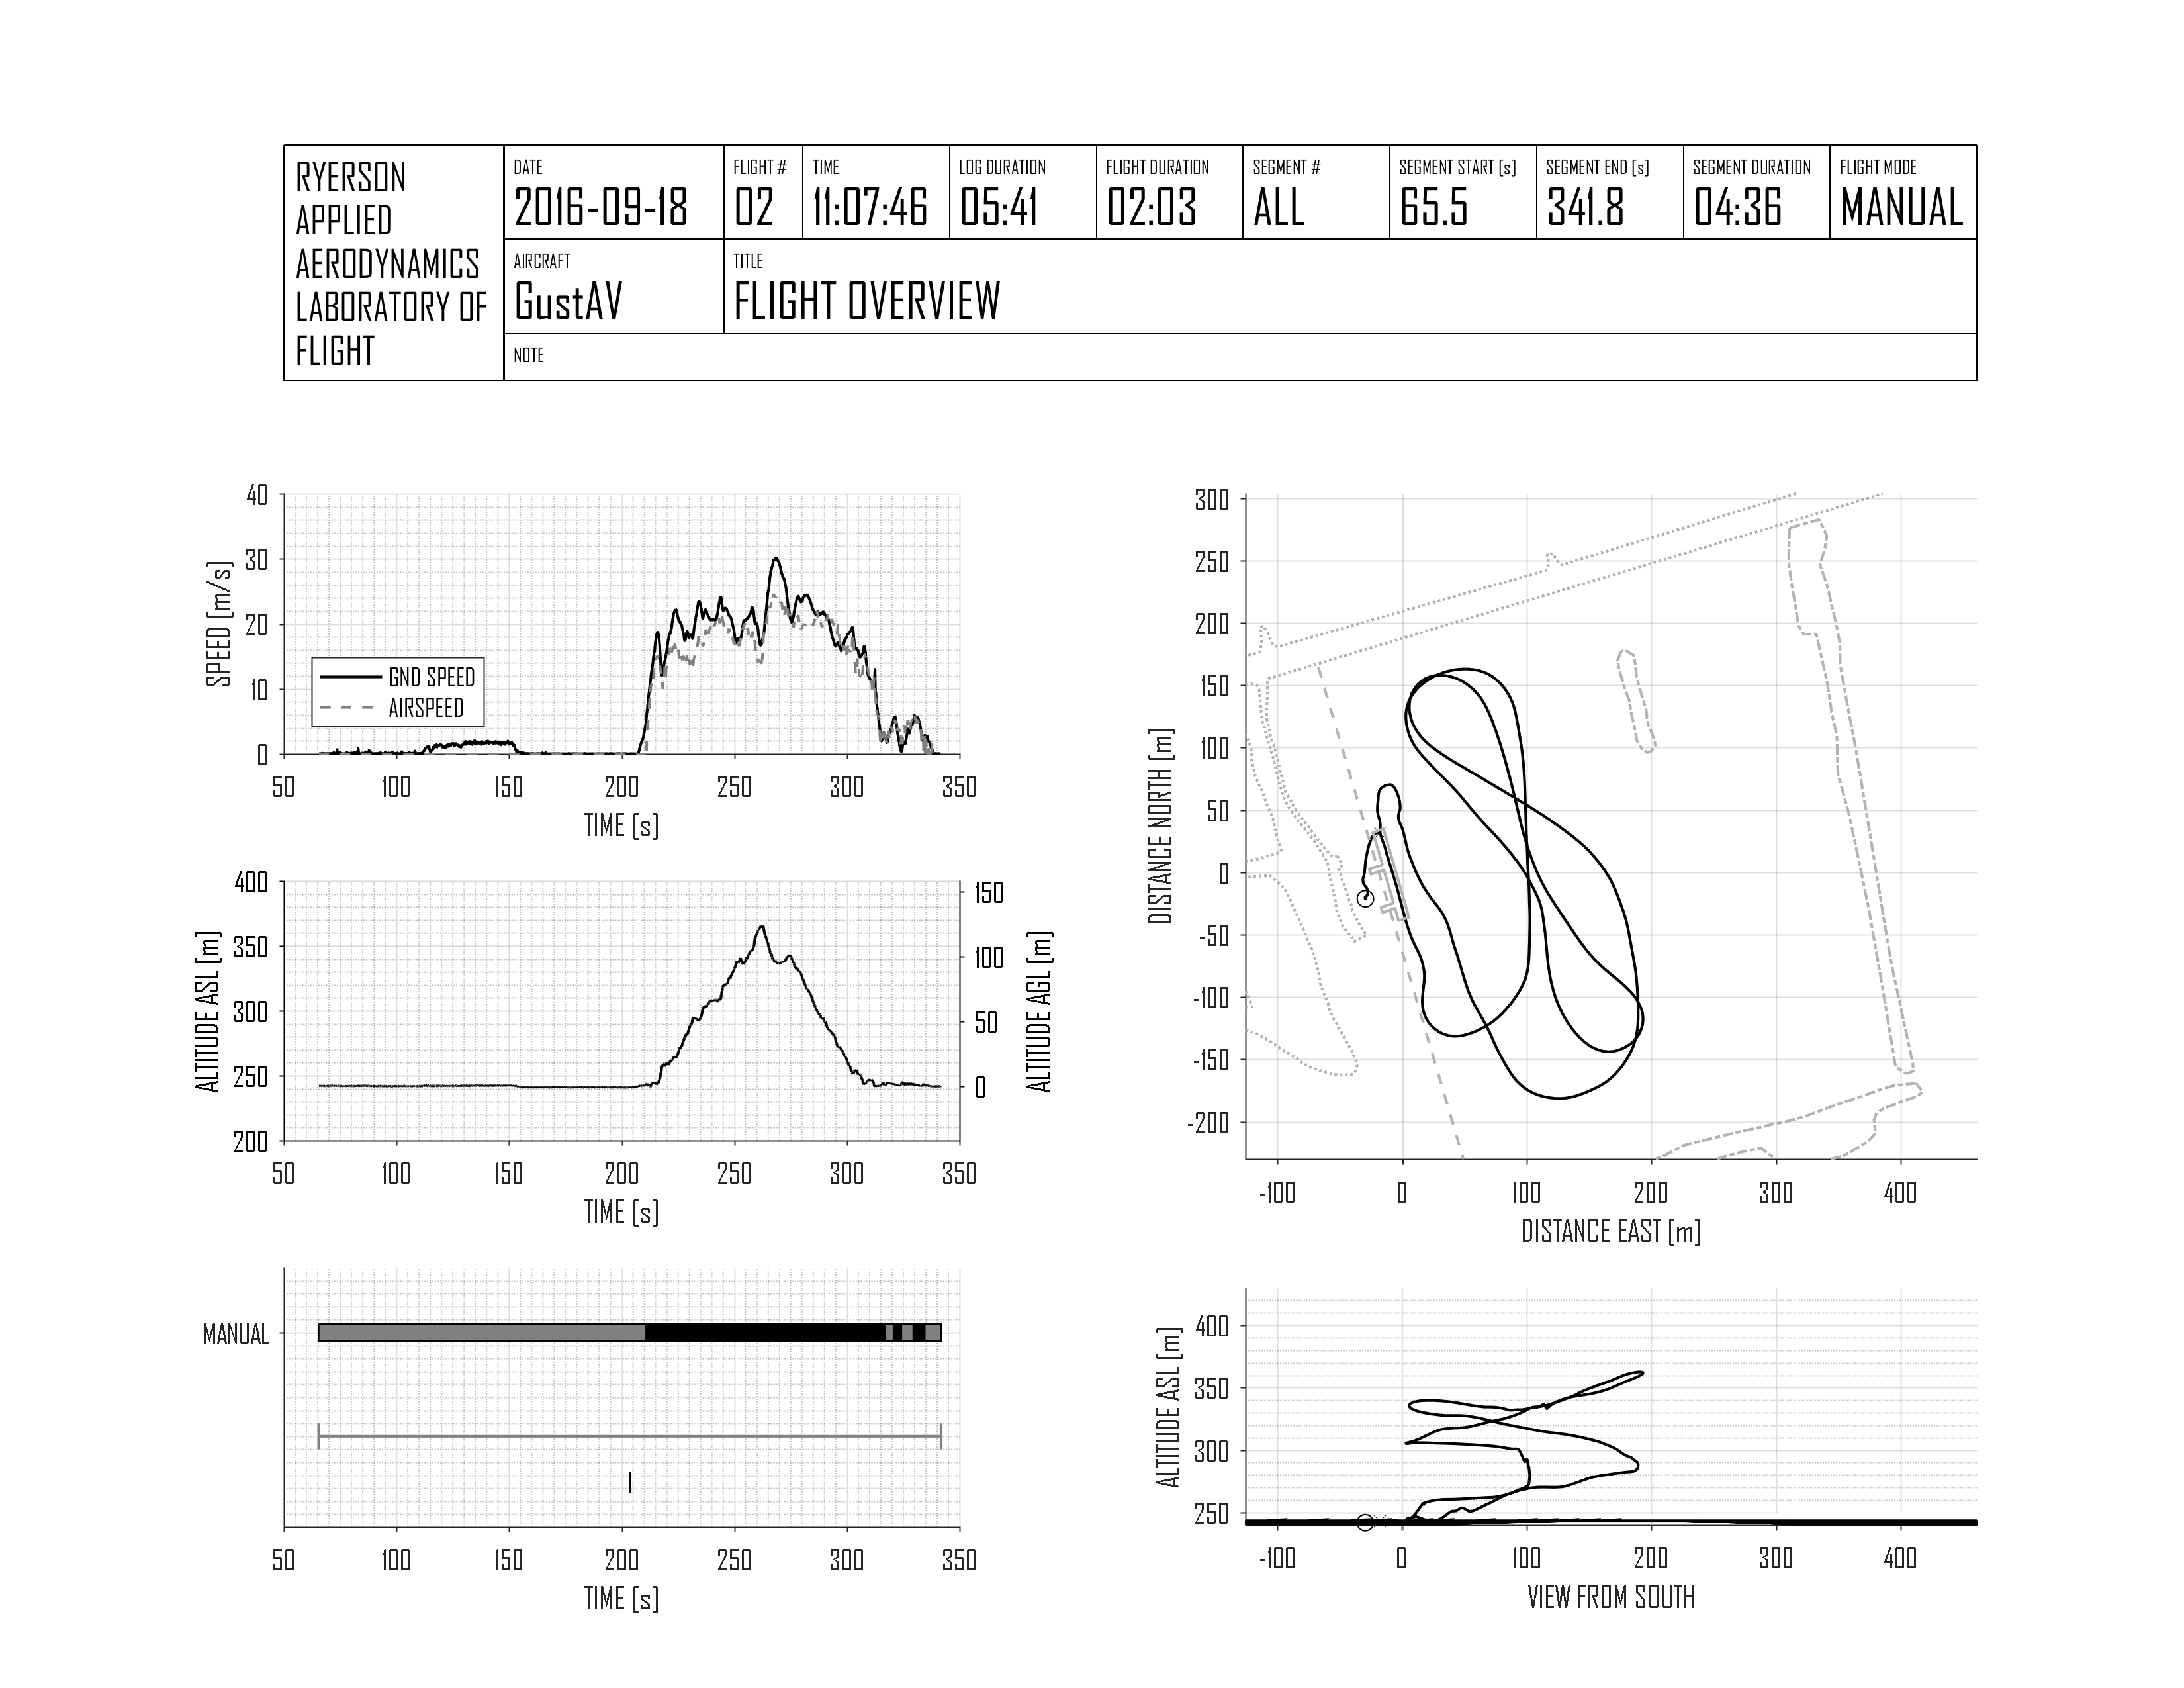 RYERSON
APPLIED
AERODYNAMICS
LABORATORY OF
FLIGHT
DATE
2016-09-18
FLIGHT #
02
TIME
11:07:46
LOG DURATION
05:41
FLIGHT DURATION
02:03
SEGMENT #
ALL
SEGMENT START [s]
65.5
SEGMENT END [s]
341.8
SEGMENT DURATION
04:36
FLIGHT MODE
MANUAL
AIRCRAFT
GustAV
TITLE
FLIGHT OVERVIEW
NOTE
SPEED [m/s]
40
30
20
10
0
GND SPEED
AIRSPEED
50 100 150 200 250 300 350
TIME [s]
ALTITUDE ASL [m]
400
350
300
250
200
150
100
50
0
ALTITUDE AGL [m]
50 100 150 200 250 300 350
TIME [s]
MANUAL
1
50 100 150 200 250 300 350
TIME [s]
DISTANCE NORTH [m]
300
250
200
150
100
50
0
-50
-100
-150
-200
-100 0 100 200 300 400
DISTANCE EAST [m]
ALTITUDE ASL [m]
400
350
300
250
-100 0 100 200 300 400
VIEW FROM SOUTH